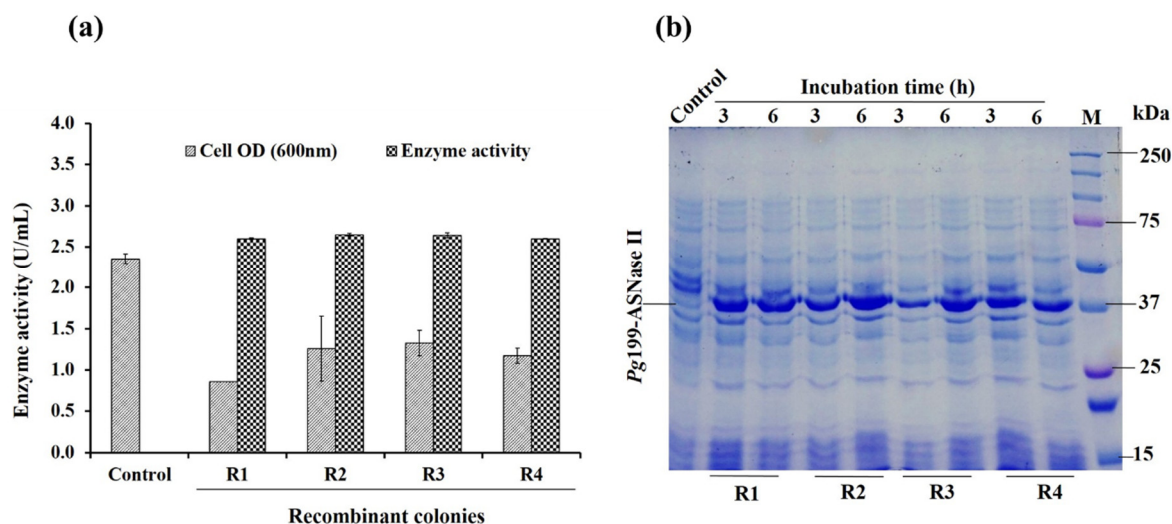 (a)
Enzyme activity (U/mL)
4.0
3.5
3.0
2.5
2.0
1.5
1.0
0.5
0.0
Cell OD (600nm) Enzyme activity
Control R1 R2 R3 R4
Recombinant colonies
(b)
Control
Incubation time (h)
3 6 3 6 3 6 3 6 M kDa
250
75
37
25
15
Pg199-ASNase II
R1 R2 R3 R4